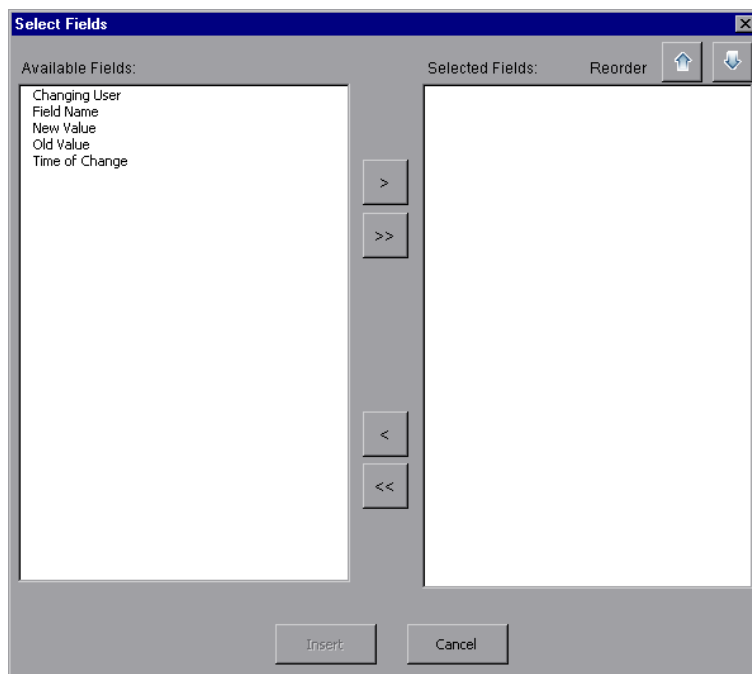 Select Fields
Available Fields:
Selected Fields: Reorder
Changing User
Field Name
New Value
Old Value
Time of Change
>
>>
<
<<
Insert Cancel